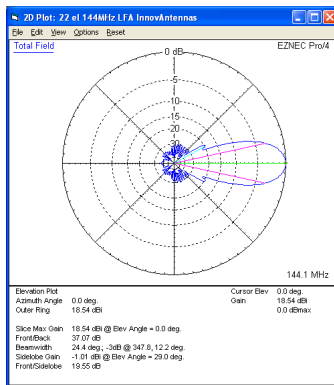 2D Plot: 22 el 144MHz LFA InnovAntennas
File Edit View Options Reset
Total Field
EZNEC Pro/4
0 dB
-5
-10
-15
-20
-30
144.1 MHz
Elevation Plot
Azimuth Angle 0.0 deg.
Outer Ring 18.54 dBi
Cursor Elev 0.0 deg.
Gain 18.54 dBi
0.0 dBmax
Slice Max Gain 18.54 dBi @ Elev Angle = 0.0 deg.
Front/Back 37.07 dB
Beamwidth 24.4 deg.; -3dB @ 347.8, 12.2 deg.
Sidelobe Gain -1.01 dBi @ Elev Angle = 29.0 deg.
Front/Sidelobe 19.55 dB